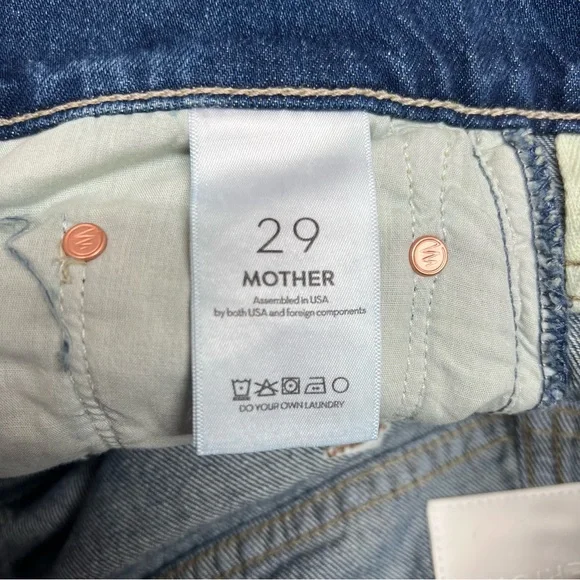 29
MOTHER
Assembled in USA
by both USA and foreign components
DO YOUR OWN LAUNDRY